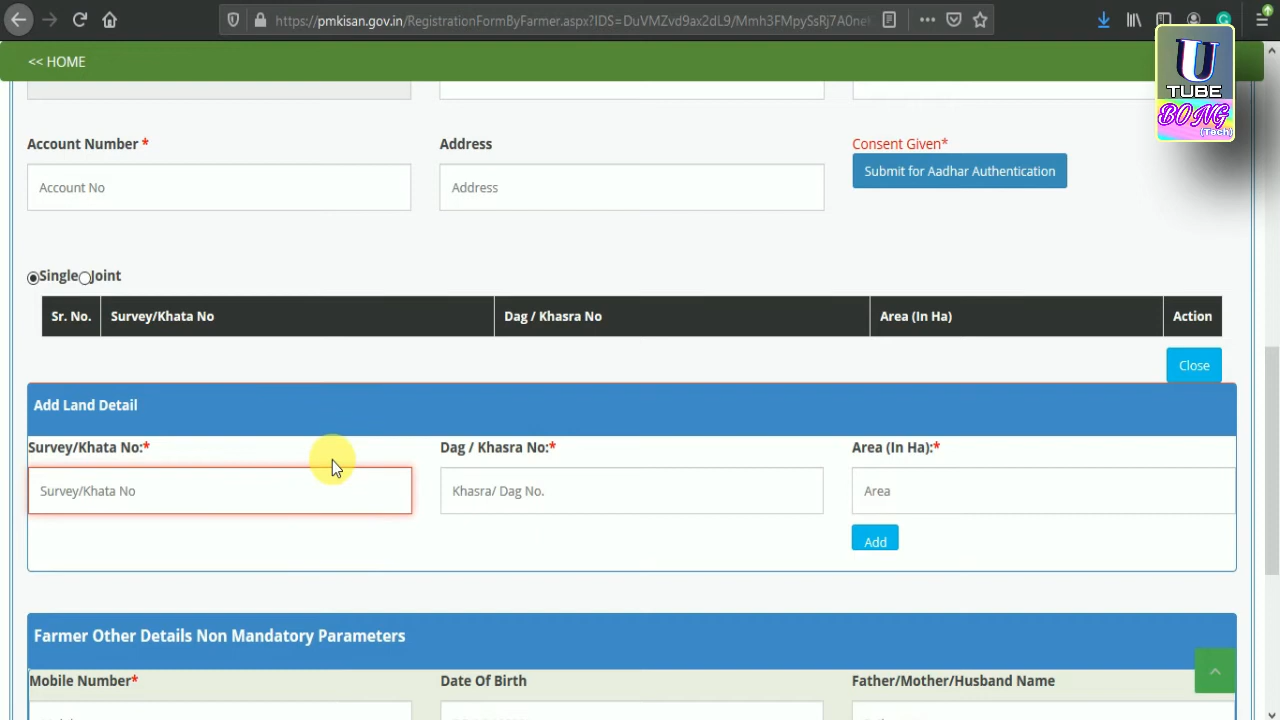 https://pmkisan.gov.in/RegistrationFormByFarmer.aspx?IDS=DuVMZvd9ax2dL9/Mmh3FMpySsRj7A0ne
<< HOME
U
TUBE
BONG
(Tech)
Account Number *
Address
Consent Given*
Account No
Address
Submit for Aadhar Authentication
Single Joint
Sr. No. Survey/Khata No Dag / Khasra No Area (In Ha) Action
Close
Add Land Detail
Survey/Khata No:* Dag / Khasra No:* Area (In Ha):*
Survey/Khata No Khasra/ Dag No. Area
Add
Farmer Other Details Non Mandatory Parameters
Mobile Number* Date Of Birth Father/Mother/Husband Name